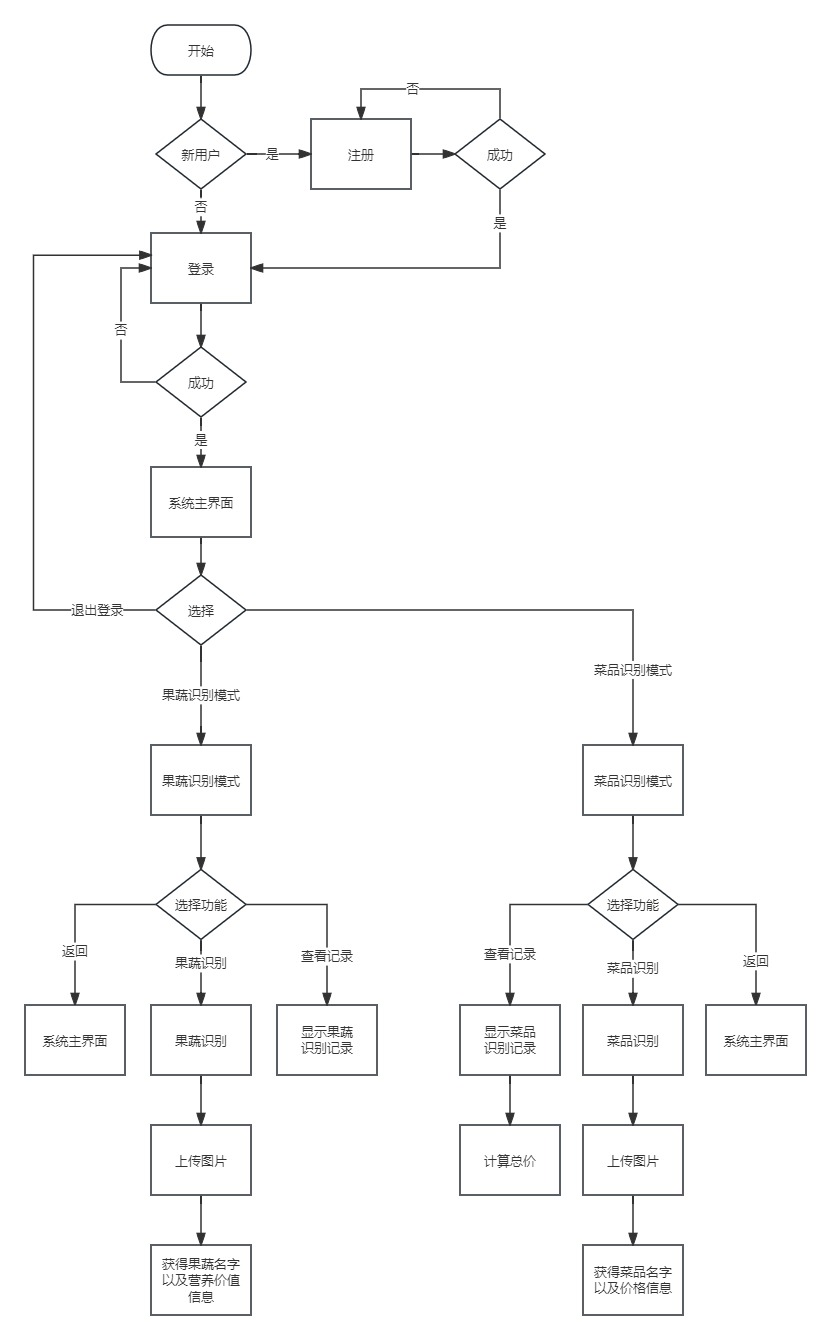 开始
否
新用户
是
注册
成功
否
是
登录
否
成功
是
系统主界面
退出登录
选择
菜品识别模式
果蔬识别模式
果蔬识别模式
菜品识别模式
选择功能
选择功能
返回
果蔬识别
查看记录
查看记录
菜品识别
返回
系统主界面
果蔬识别
显示果蔬
识别记录
显示菜品
识别记录
菜品识别
系统主界面
上传图片
计算总价
上传图片
获得果蔬名字
以及营养价值
信息
获得菜品名字
以及价格信息